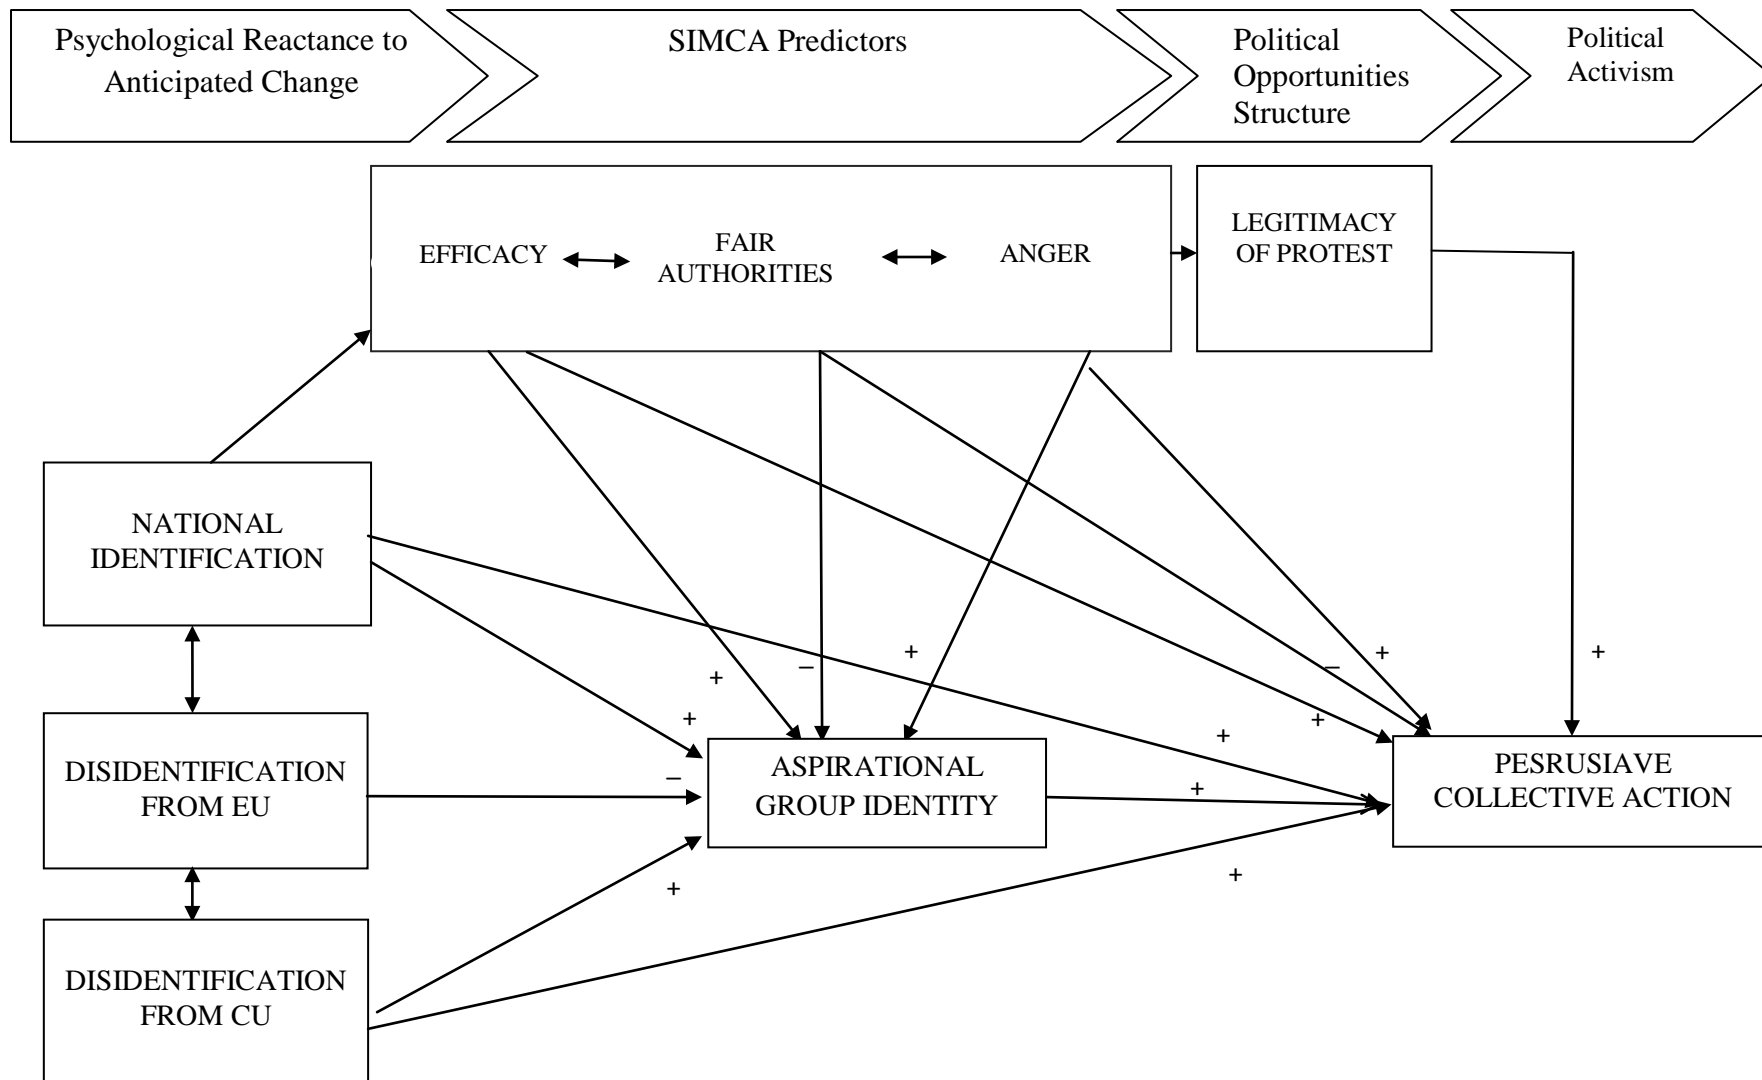 Psychological Reactance to
Anticipated Change
SIMCA Predictors
Political
Opportunities
Structure
Political
Activism
EFFICACY
FAIR
AUTHORITIES
ANGER
LEGITIMACY
OF PROTEST
NATIONAL
IDENTIFICATION
+
–
+
–
+
+
+
+
+
DISIDENTIFICATION
FROM EU
–
ASPIRATIONAL
GROUP IDENTITY
+
PESRUSIAVE
COLLECTIVE ACTION
+
+
DISIDENTIFICATION
FROM CU